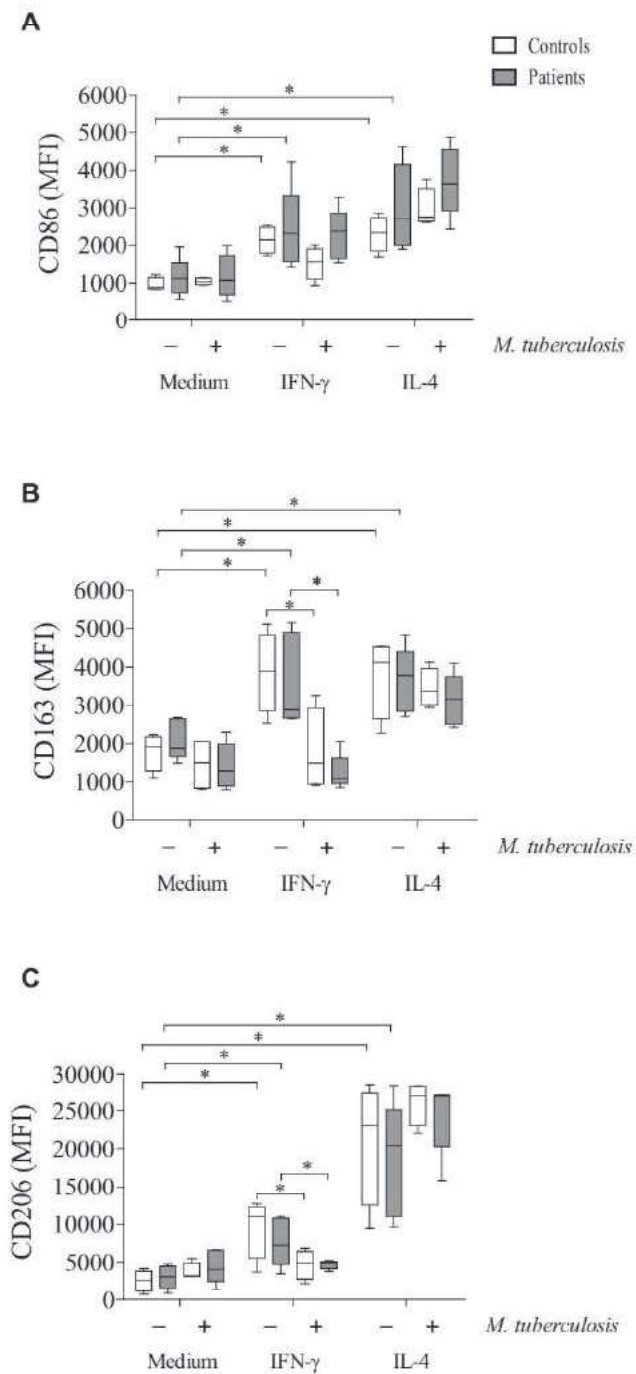 A
Controls
Patients
* * * *
CD86 (MFI)
6000
5000
4000
3000
2000
1000
0
− + − + − + M. tuberculosis
Medium IFN-γ IL-4
B
* * * *
* *
CD163 (MFI)
6000
5000
4000
3000
2000
1000
0
− + − + − + M. tuberculosis
Medium IFN-γ IL-4
C
* * * *
* *
CD206 (MFI)
30000
25000
20000
15000
10000
5000
0
− + − + − + M. tuberculosis
Medium IFN-γ IL-4